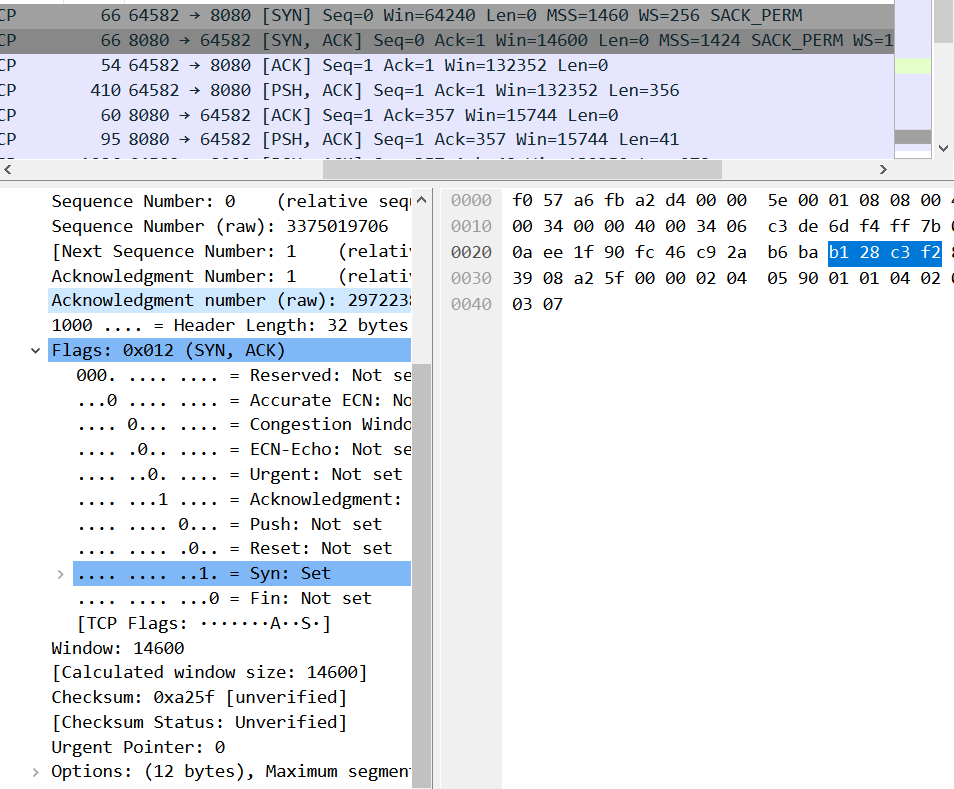 CP 66 64582 → 8080 [SYN] Seq=0 Win=64240 Len=0 MSS=1460 WS=256 SACK_PERM
CP 66 8080 → 64582 [SYN, ACK] Seq=0 Ack=1 Win=14600 Len=0 MSS=1424 SACK_PERM WS=1
CP 54 64582 → 8080 [ACK] Seq=1 Ack=1 Win=132352 Len=0
CP 410 64582 → 8080 [PSH, ACK] Seq=1 Ack=1 Win=132352 Len=356
CP 60 8080 → 64582 [ACK] Seq=1 Ack=357 Win=15744 Len=0
CP 95 8080 → 64582 [PSH, ACK] Seq=1 Ack=357 Win=15744 Len=41
Sequence Number: 0 (relative seq
Sequence Number (raw): 3375019706
[Next Sequence Number: 1 (relativ
Acknowledgment Number: 1 (relativ
Acknowledgment number (raw): 297223
1000 .... = Header Length: 32 bytes
Flags: 0x012 (SYN, ACK)
000. .... .... = Reserved: Not se
...0 .... .... = Accurate ECN: No
.... 0... .... = Congestion Windo
.... .0.. .... = ECN-Echo: Not se
.... ..0. .... = Urgent: Not set
.... ...1 .... = Acknowledgment:
.... .... 0... = Push: Not set
.... .... .0.. = Reset: Not set
.... .... ..1. = Syn: Set
.... .... ...0 = Fin: Not set
[TCP Flags: ·······A··S·]
Window: 14600
[Calculated window size: 14600]
Checksum: 0xa25f [unverified]
[Checksum Status: Unverified]
Urgent Pointer: 0
Options: (12 bytes), Maximum segmen
0000 f0 57 a6 fb a2 d4 00 00 5e 00 01 08 08 00
0010 00 34 00 00 40 00 34 06 c3 de 6d f4 ff 7b
0020 0a ee 1f 90 fc 46 c9 2a b6 ba b1 28 c3 f2
0030 39 08 a2 5f 00 00 02 04 05 90 01 01 04 02
0040 03 07